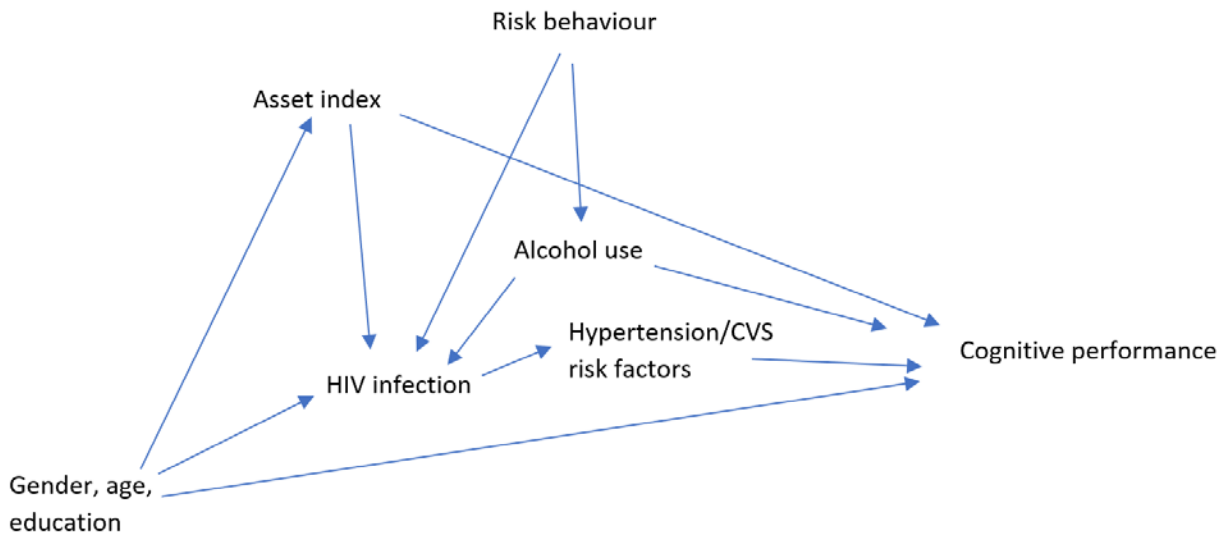 Risk behaviour
Asset index
Alcohol use
Hypertension/CVS
risk factors
Cognitive performance
HIV infection
Gender, age,
education